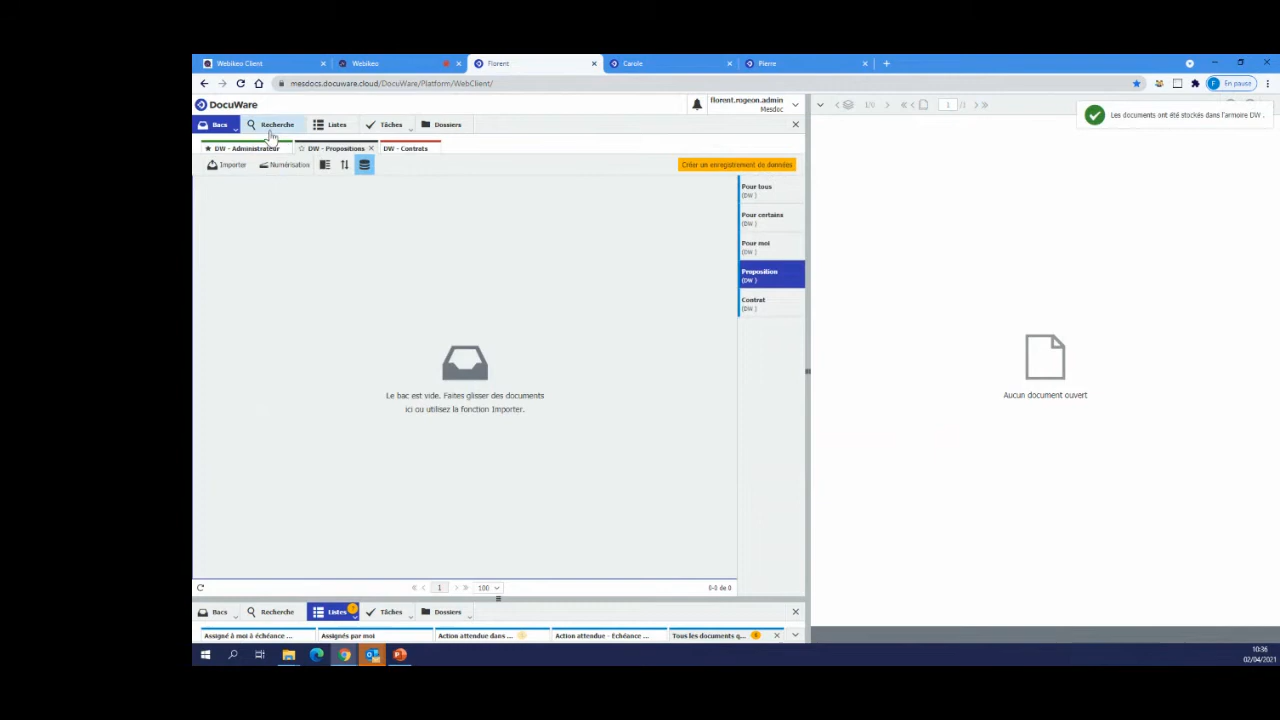 Webikeo Client
Webikeo
Florent
Carole
Pierre
mesdocs.docuware.cloud/DocuWare/Platform/WebClient/
En pause
DocuWare
florent.rogeon.admin
Mesdoc
1/0
1
/1
Les documents ont été stockés dans l'armoire DW .
Bacs
Recherche
Listes
Tâches
Dossiers
DW - Administrateur
DW - Propositions
DW - Contrats
Importer
Numérisation
Créer un enregistrement de données
Pour tous
(DW )
Pour certains
(DW )
Pour moi
(DW )
Proposition
(DW )
Contrat
(DW )
Le bac est vide. Faites glisser des documents
ici ou utilisez la fonction Importer.
Aucun document ouvert
1
100
0-0 de 0
Bacs
Recherche
Listes
Tâches
Dossiers
Assigné à moi à échéance ...
Assignés par moi
Action attendue dans ...
Action attendue - Echéance ...
Tous les documents q...
10:36
02/04/2021